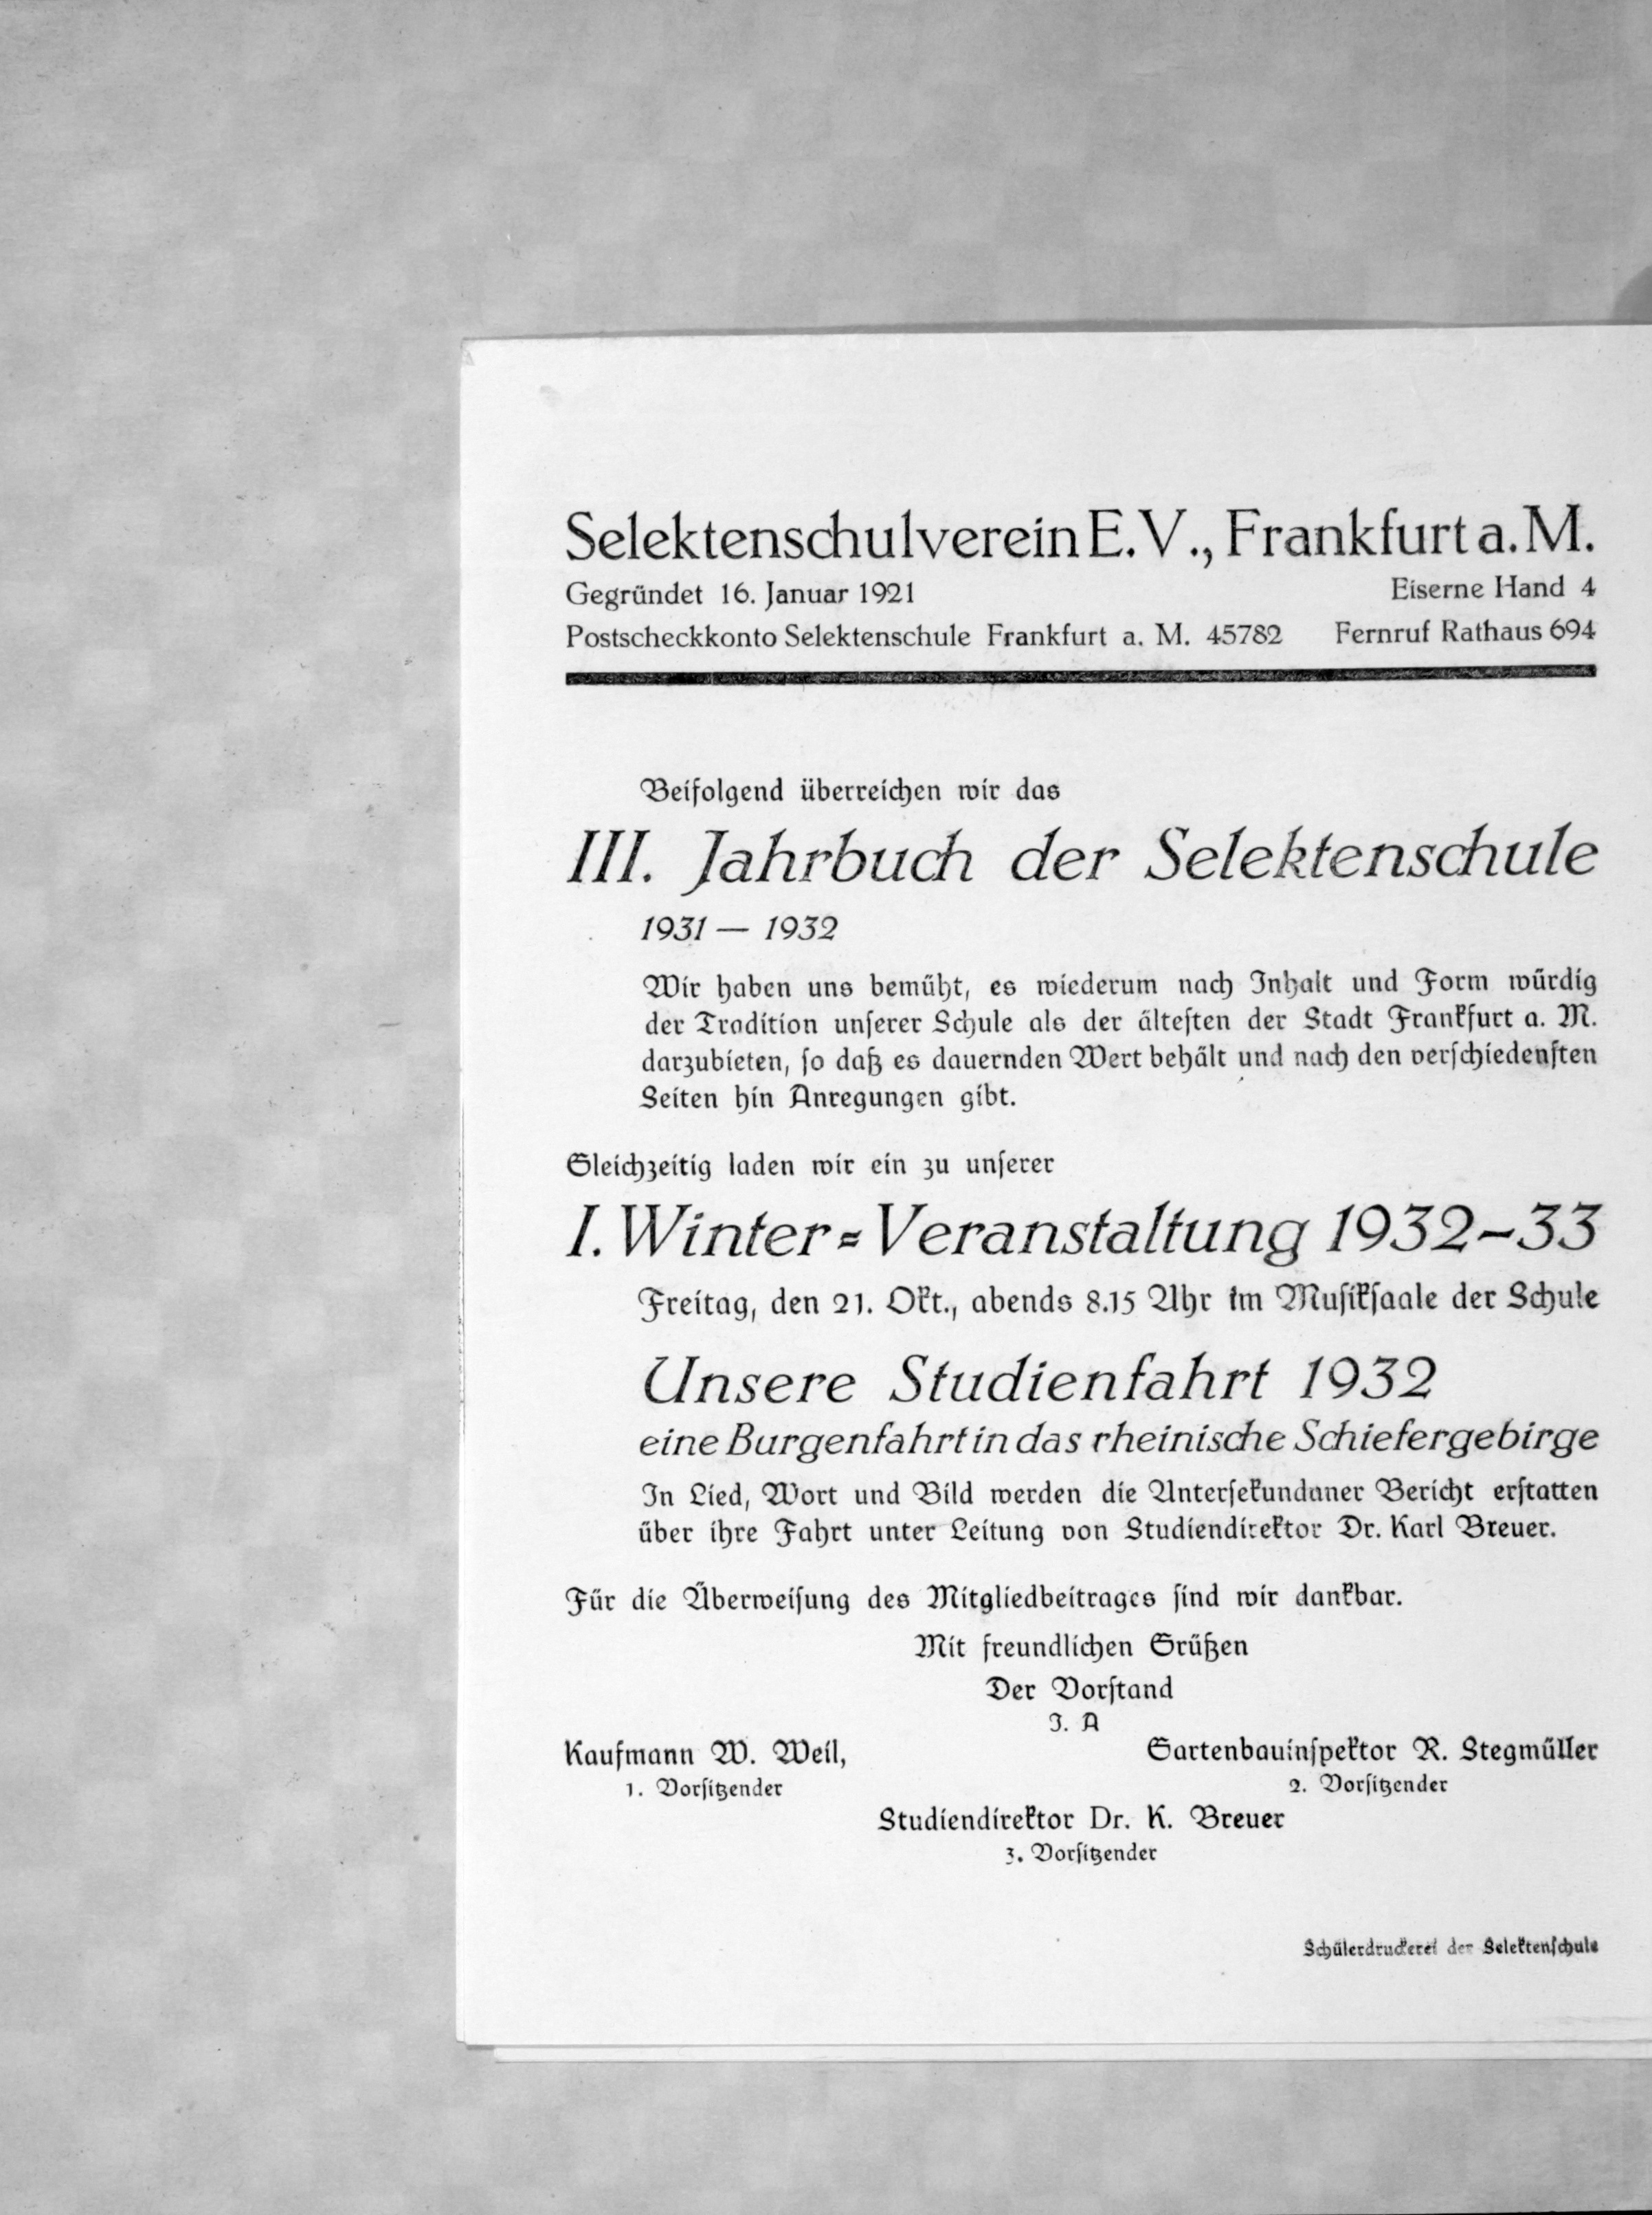 Selektenschulverein E.V., Frankfurt a. M.
Gegründet 16. Januar 1921 Eiserne Hand 4
Postscheckkonto Selektenschule Frankfurt a. M. 45782 Fernruf Rathaus 694
Beifolgend überreichen wir das
III. Jahrbuch der Selektenschule
1931 — 1932
Wir haben uns bemüht, es wiederum nach Inhalt und Form würdig
der Tradition unserer Schule als der ältesten der Stadt Frankfurt a. M.
darzubieten, so daß es dauernden Wert behält und nach den verschiedensten
Seiten hin Anregungen gibt.
Gleichzeitig laden wir ein zu unserer
I. Winter=Veranstaltung 1932–33
Freitag, den 21. Okt., abends 8.15 Uhr im Musiksaale der Schule
Unsere Studienfahrt 1932
eine Burgenfahrt in das rheinische Schiefergebirge
In Lied, Wort und Bild werden die Untersekundaner Bericht erstatten
über ihre Fahrt unter Leitung von Studiendirektor Dr. Karl Breuer.
Für die Überweisung des Mitgliedbeitrages sind wir dankbar.
Mit freundlichen Grüßen
Der Vorstand
I. A
Kaufmann W. Weil, Gartenbauinspektor R. Stegmüller
1. Vorsitzender 2. Vorsitzender
Studiendirektor Dr. K. Breuer
3. Vorsitzender
Schülerdruckerei der Selektenschule